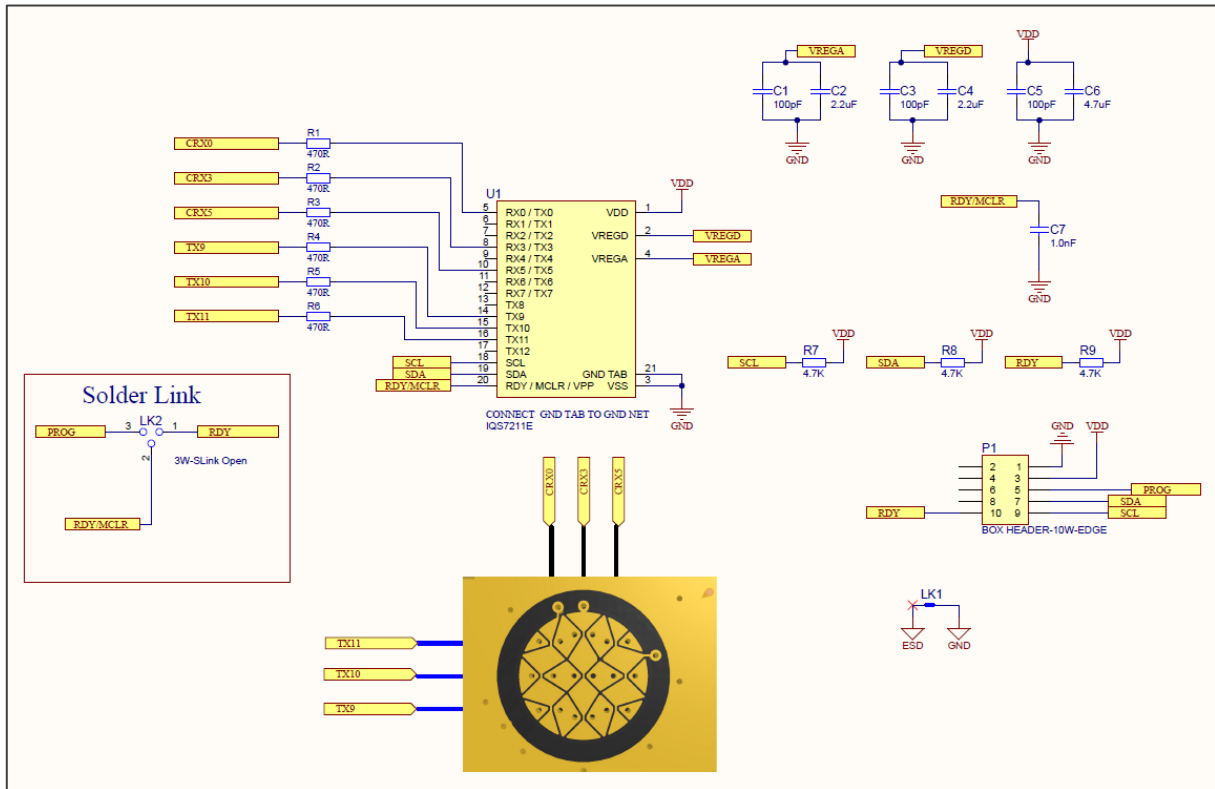 VREGA
C1
100pF
C2
2.2uF
GND
VREGD
C3
100pF
C4
2.2uF
GND
VDD
C5
100pF
C6
4.7uF
GND
CRX0
R1
470R
CRX3
R2
470R
CRX5
R3
470R
TX9
R4
470R
TX10
R5
470R
TX11
R6
470R
U1
5 RX0 / TX0
6 RX1 / TX1
7 RX2 / TX2
8 RX3 / TX3
9 RX4 / TX4
10 RX5 / TX5
11 RX6 / TX6
12 RX7 / TX7
13 TX8
14 TX9
15 TX10
16 TX11
17 TX12
SCL 18 SCL
SDA 19 SDA
RDY/MCLR 20 RDY / MCLR / VPP
VDD
VDD 1
VREGD 2 VREGD
VREGA 4 VREGA
GND TAB 21
VSS 3
GND
CONNECT GND TAB TO GND NET
IQS7211E
RDY/MCLR
C7
1.0nF
GND
SCL
R7
4.7K
VDD
SDA
R8
4.7K
VDD
RDY
R9
4.7K
VDD
Solder Link
LK2
PROG 3 1 RDY
2
3W-SLink Open
RDY/MCLR
CRX0
CRX3
CRX5
TX11
TX10
TX9
P1
GND
VDD
2 1
4 3
6 5 PROG
8 7 SDA
RDY 10 9 SCL
BOX HEADER-10W-EDGE
LK1
ESD
GND